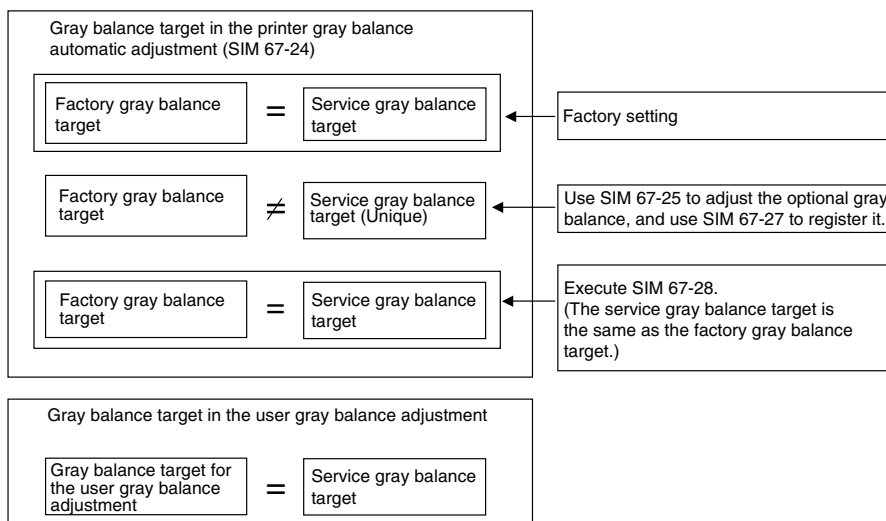 Gray balance target in the printer gray balance
automatic adjustment (SIM 67-24)
Factory gray balance
target
=
Service gray balance
target
Factory setting
Factory gray balance
target
≠
Service gray balance
target (Unique)
Use SIM 67-25 to adjust the optional gray
balance, and use SIM 67-27 to register it.
Factory gray balance
target
=
Service gray balance
target
Execute SIM 67-28.
(The service gray balance target is
the same as the factory gray balance
target.)
Gray balance target in the user gray balance adjustment
Gray balance target for
the user gray balance
adjustment
=
Service gray balance
target